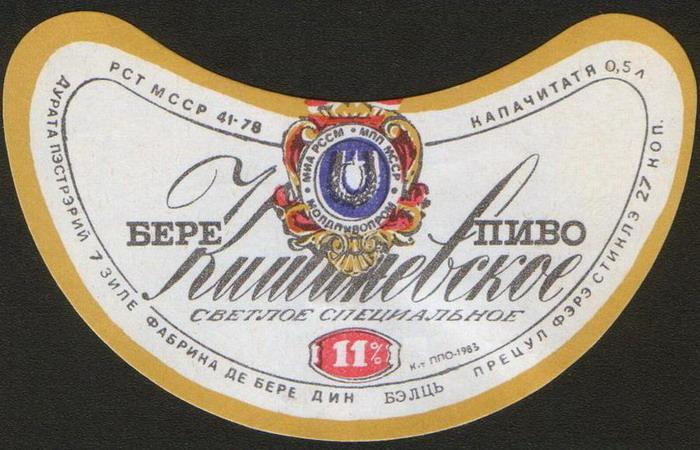 РСТ МССР 41-78
КАПАЧИТАТЯ 0,5 л
МИА РССМ • МПП МССР •
МОЛДПИВОПРОМ
БЕРЕ ПИВО
Кишиневское
СВЕТЛОЕ СПЕЦИАЛЬНОЕ
11%
К-т ППО-1983
ДУРАТА ПЭСТРЭРИЙ 7 ЗИЛЕ
ФАБРИКА ДЕ БЕРЕ ДИН БЭЛЦЬ
ПРЕЦУЛ ФЭРЭ СТИКЛЭ 27 КОП.